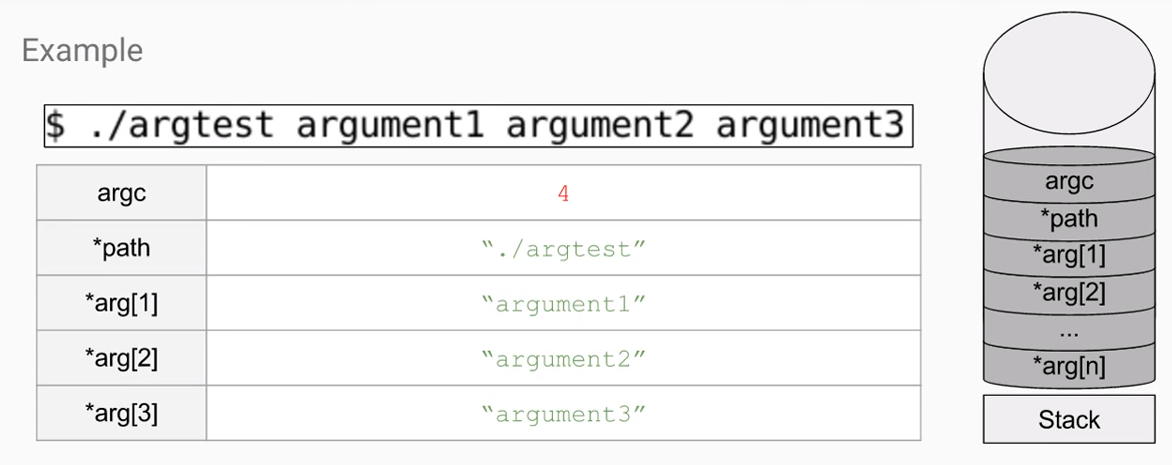 Example
$ ./argtest argument1 argument2 argument3
argc 4
*path “./argtest”
*arg[1] “argument1”
*arg[2] “argument2”
*arg[3] “argument3”
argc
*path
*arg[1]
*arg[2]
...
*arg[n]
Stack